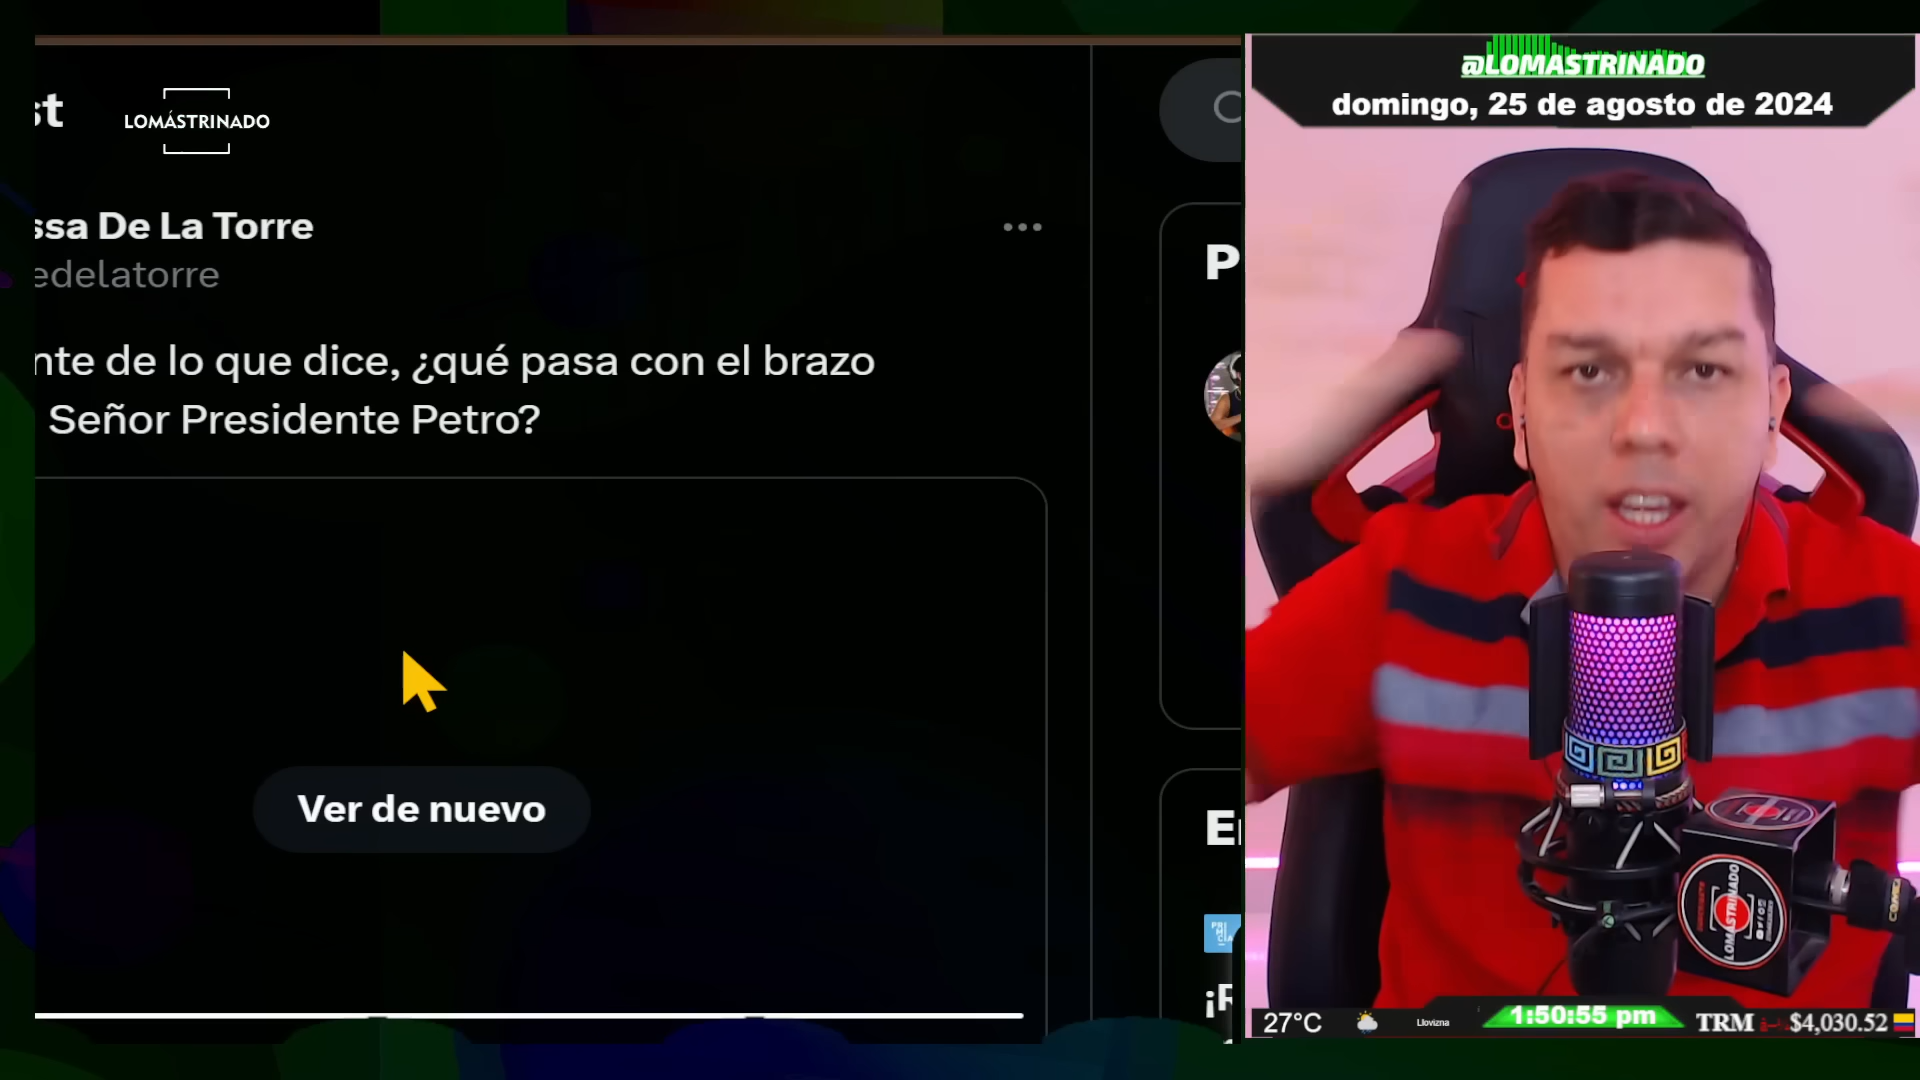 st
LOMÁSTRINADO
ssa De La Torre
edelatorre
nte de lo que dice, ¿qué pasa con el brazo
Señor Presidente Petro?
Ver de nuevo
P
@LOMASTRINADO
domingo, 25 de agosto de 2024
LOMÁSTRINADO
27°C
Llovizna
1:50:55 pm
TRM
$4,030.52